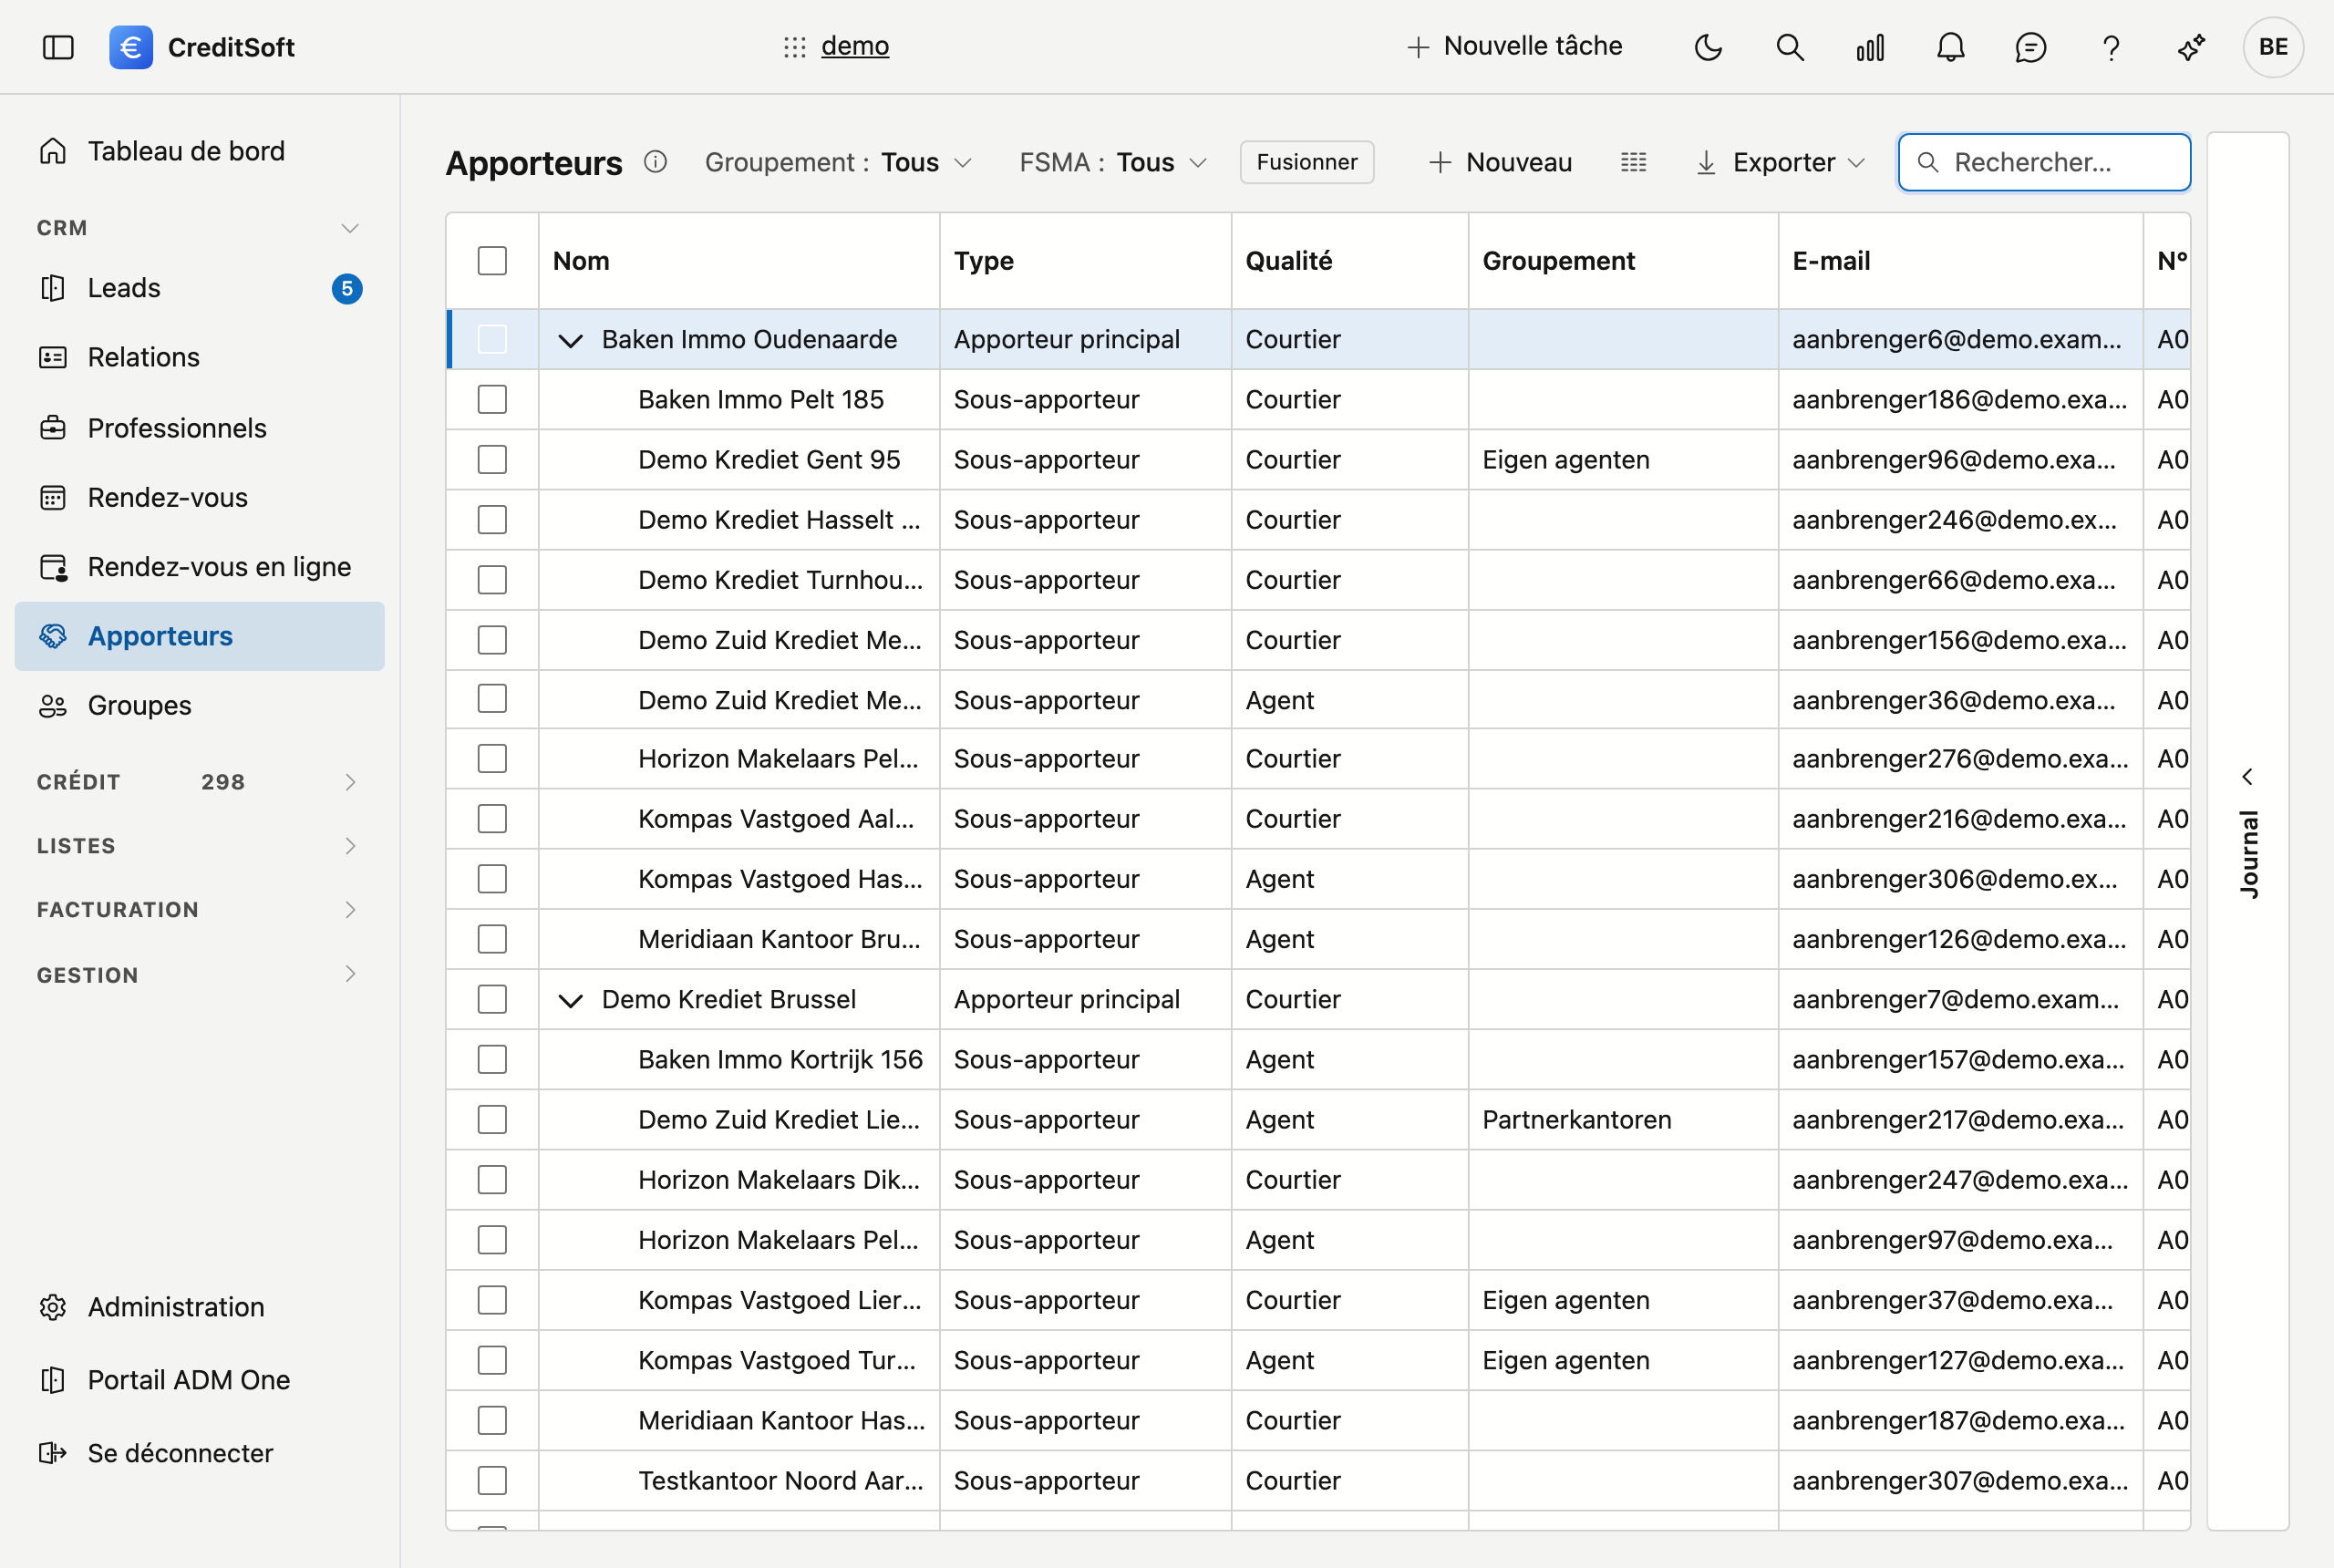 CreditSoft
demo
Nouvelle tâche
BE
Tableau de bord
CRM
Leads 5
Relations
Professionnels
Rendez-vous
Rendez-vous en ligne
Apporteurs
Groupes
CRÉDIT 298
LISTES
FACTURATION
GESTION
Administration
Portail ADM One
Se déconnecter
Apporteurs Groupement : Tous FSMA : Tous Fusionner Nouveau Exporter Rechercher...
Nom Type Qualité Groupement E-mail N°
Baken Immo Oudenaarde Apporteur principal Courtier aanbrenger6@demo.exam... A0
Baken Immo Pelt 185 Sous-apporteur Courtier aanbrenger186@demo.exa... A0
Demo Krediet Gent 95 Sous-apporteur Courtier Eigen agenten aanbrenger96@demo.exa... A0
Demo Krediet Hasselt ... Sous-apporteur Courtier aanbrenger246@demo.ex... A0
Demo Krediet Turnhou... Sous-apporteur Courtier aanbrenger66@demo.exa... A0
Demo Zuid Krediet Me... Sous-apporteur Courtier aanbrenger156@demo.exa... A0
Demo Zuid Krediet Me... Sous-apporteur Agent aanbrenger36@demo.exa... A0
Horizon Makelaars Pel... Sous-apporteur Courtier aanbrenger276@demo.exa... A0
Kompas Vastgoed Aal... Sous-apporteur Courtier aanbrenger216@demo.exa... A0
Kompas Vastgoed Has... Sous-apporteur Agent aanbrenger306@demo.ex... A0
Meridiaan Kantoor Bru... Sous-apporteur Agent aanbrenger126@demo.exa... A0
Demo Krediet Brussel Apporteur principal Courtier aanbrenger7@demo.exam... A0
Baken Immo Kortrijk 156 Sous-apporteur Agent aanbrenger157@demo.exa... A0
Demo Zuid Krediet Lie... Sous-apporteur Agent Partnerkantoren aanbrenger217@demo.exa... A0
Horizon Makelaars Dik... Sous-apporteur Courtier aanbrenger247@demo.exa... A0
Horizon Makelaars Pel... Sous-apporteur Agent aanbrenger97@demo.exa... A0
Kompas Vastgoed Lier... Sous-apporteur Courtier Eigen agenten aanbrenger37@demo.exa... A0
Kompas Vastgoed Tur... Sous-apporteur Agent Eigen agenten aanbrenger127@demo.exa... A0
Meridiaan Kantoor Has... Sous-apporteur Courtier aanbrenger187@demo.exa... A0
Testkantoor Noord Aar... Sous-apporteur Courtier aanbrenger307@demo.exa... A0
Journal